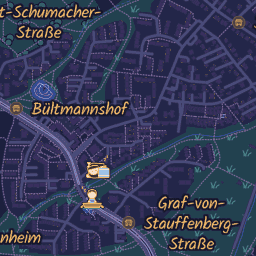 t-Schumacher-
Straße
Bültmannshof
Graf-von-
Stauffenberg-
Straße
nheim